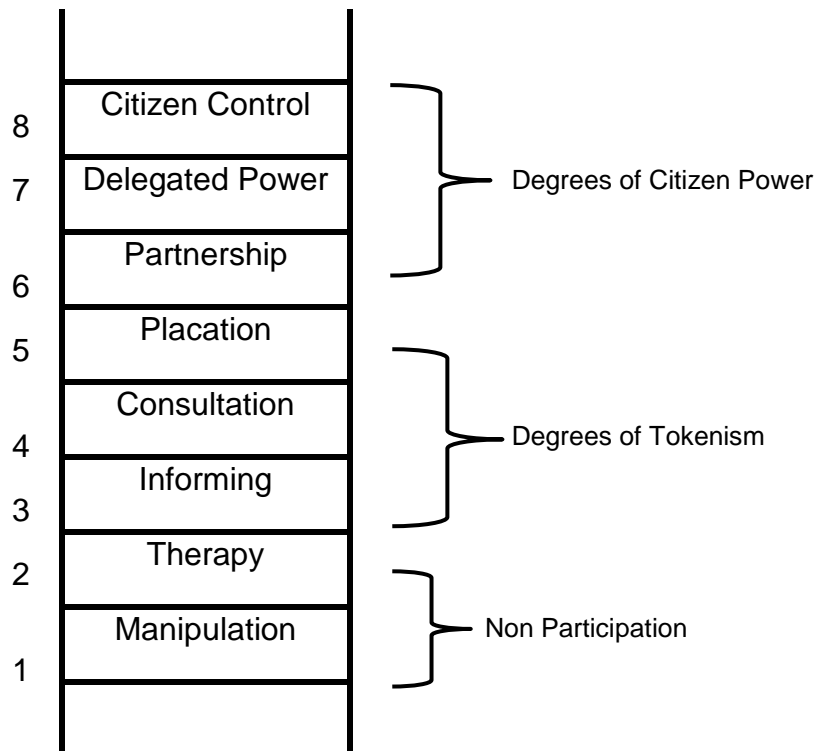 8 Citizen Control
7 Delegated Power
Degrees of Citizen Power
6 Partnership
5 Placation
4 Consultation
Degrees of Tokenism
3 Informing
2 Therapy
1 Manipulation
Non Participation